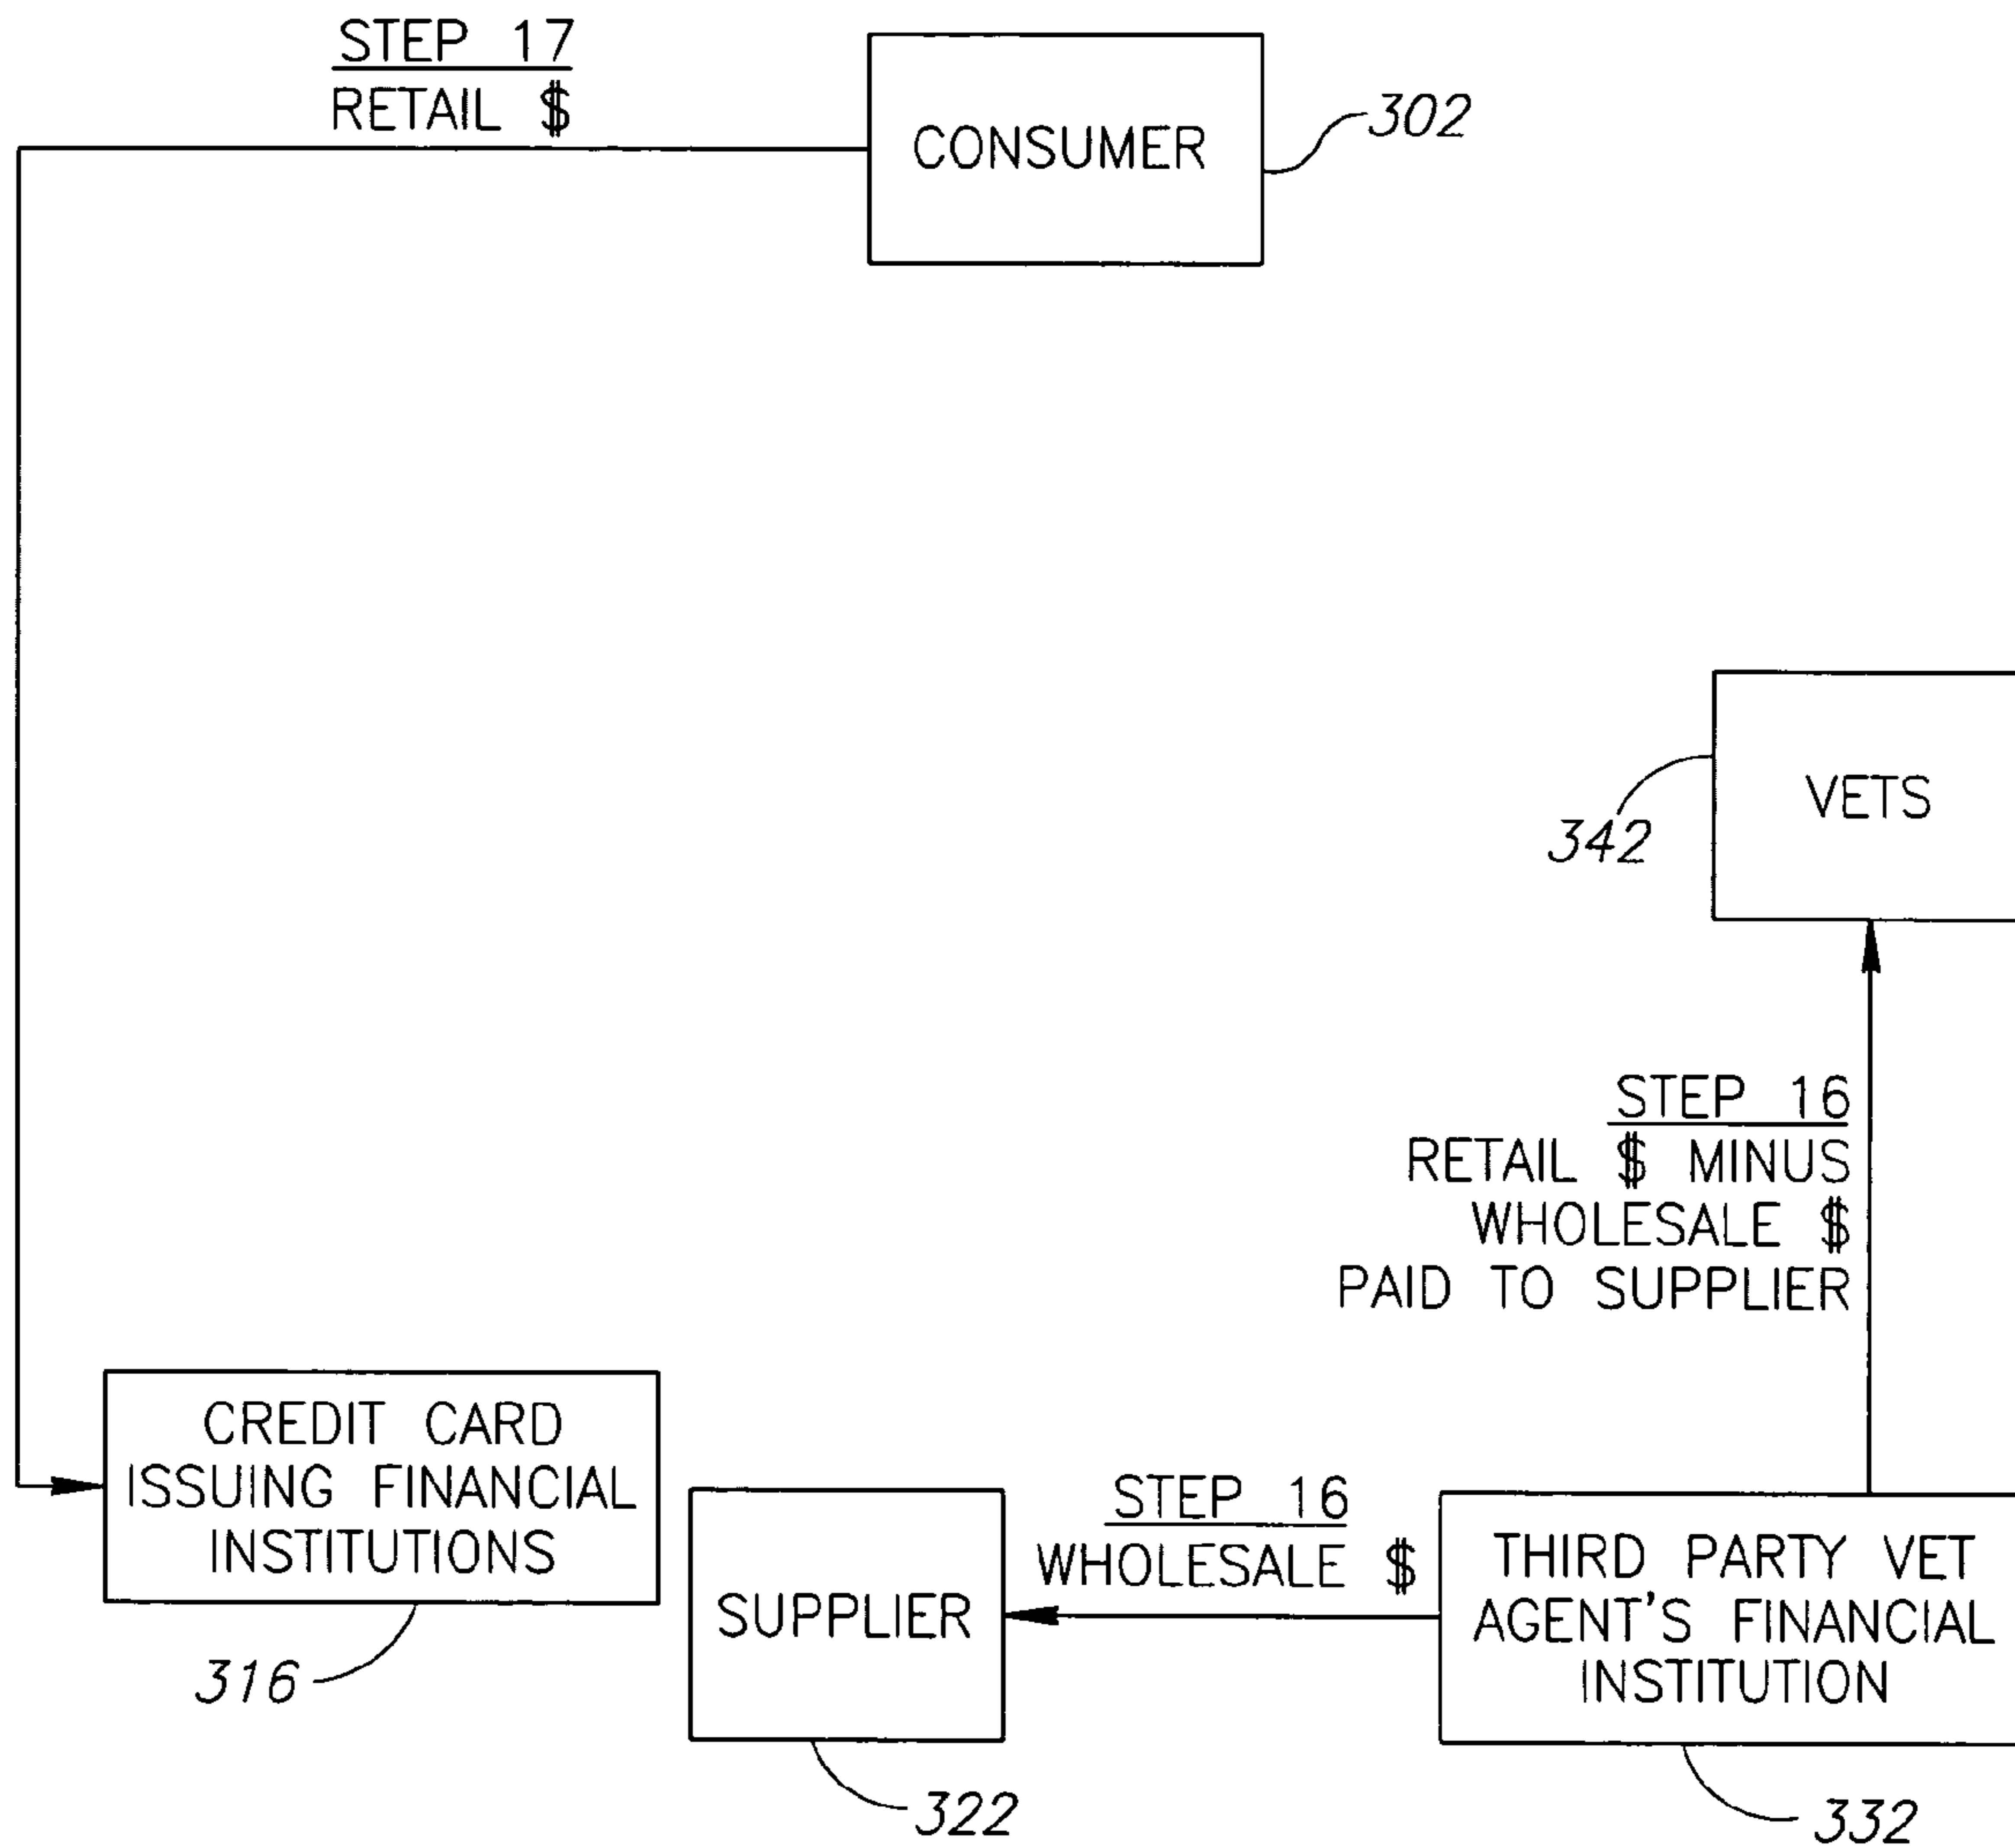 STEP 17
RETAIL $
CONSUMER
302
VETS
342
STEP 16
RETAIL $ MINUS
WHOLESALE $
PAID TO SUPPLIER
CREDIT CARD
ISSUING FINANCIAL
INSTITUTIONS
316
SUPPLIER
322
STEP 16
WHOLESALE $
THIRD PARTY VET
AGENT'S FINANCIAL
INSTITUTION
332